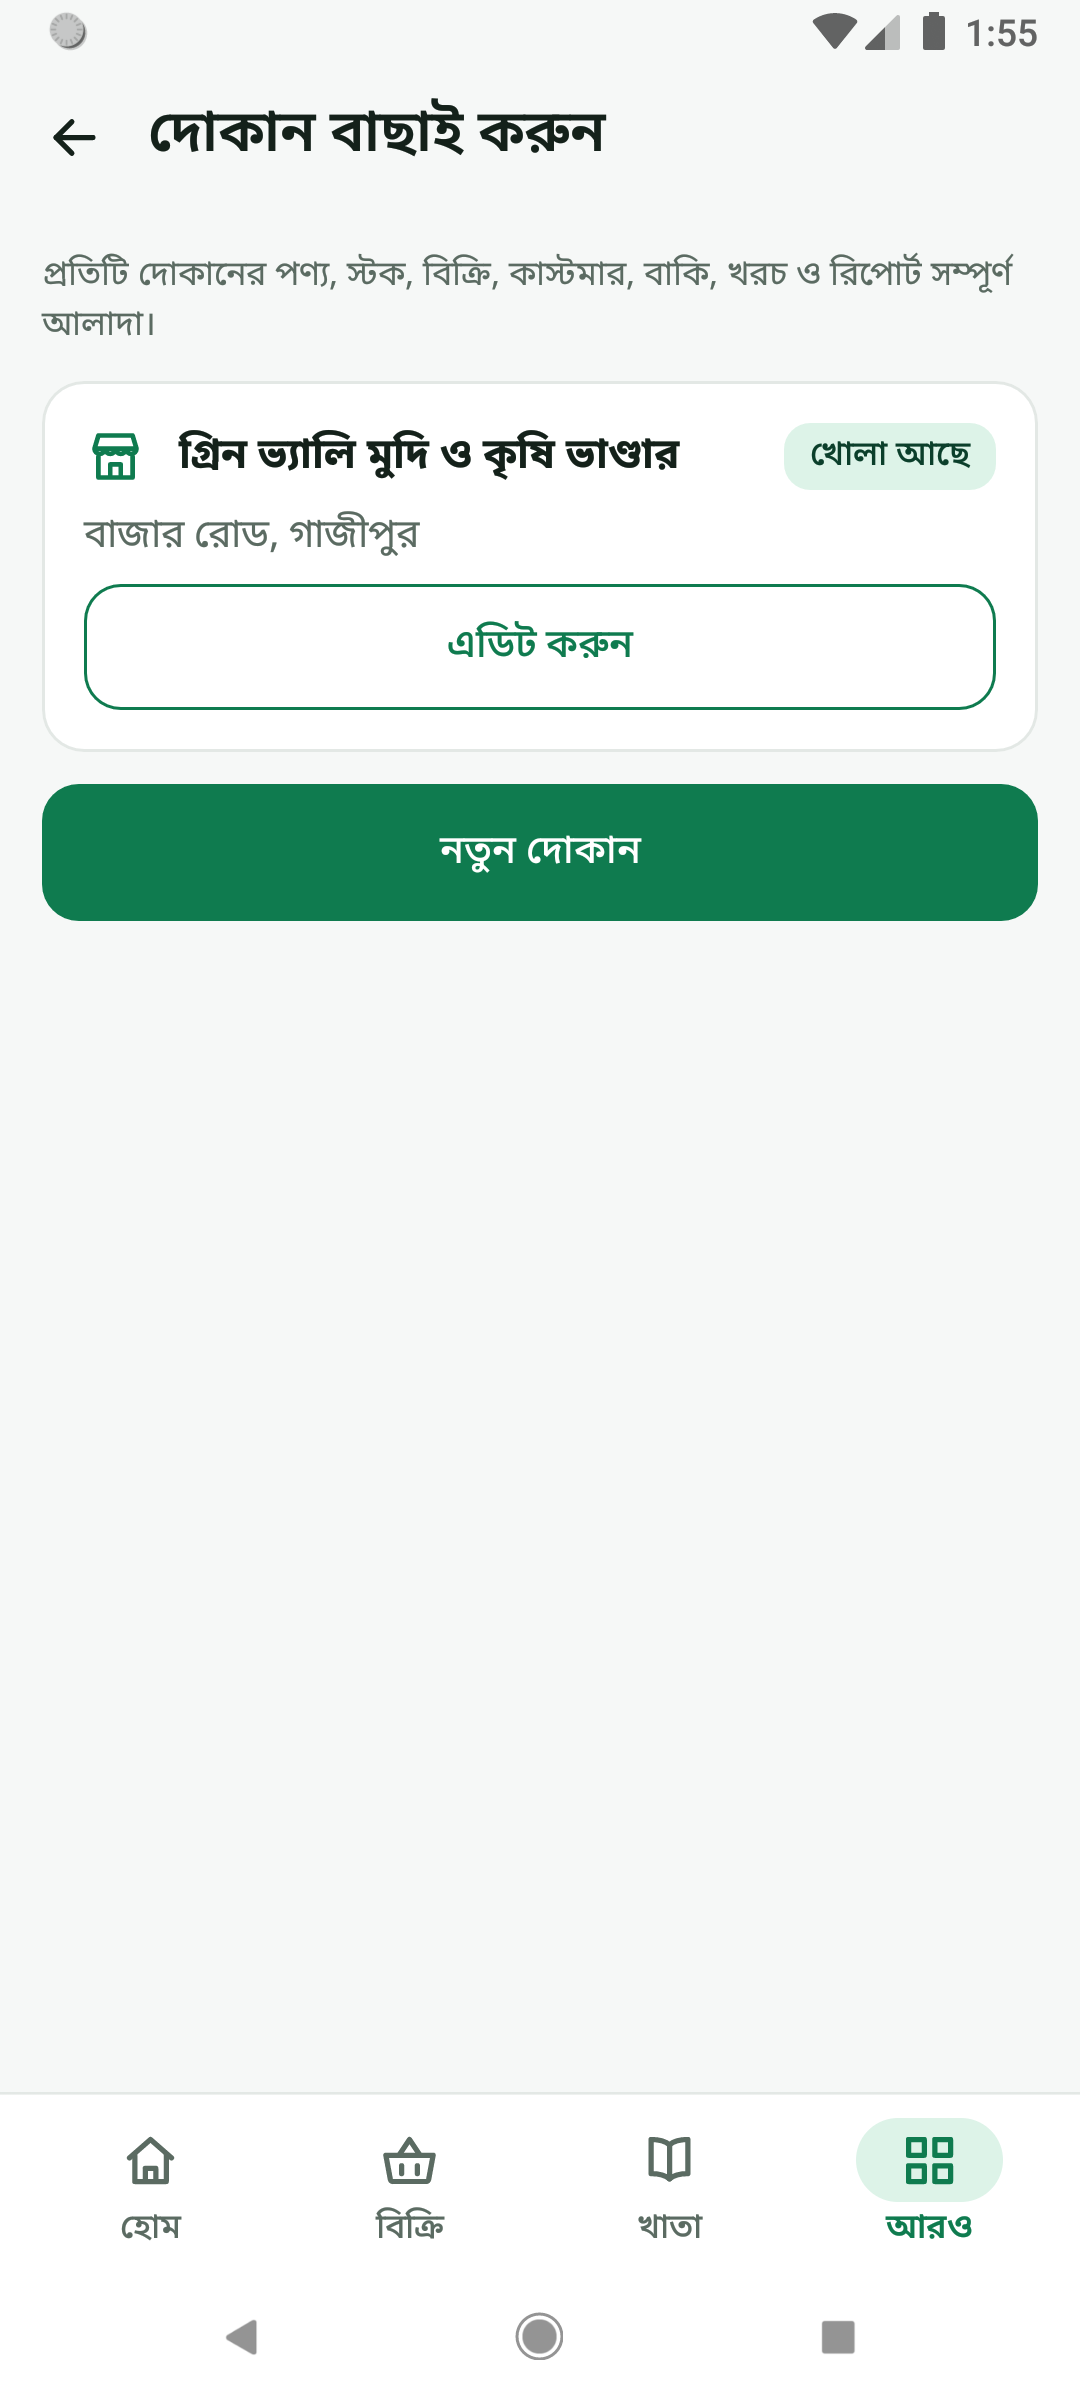 1:55
দোকান বাছাই করুন
প্রতিটি দোকানের পণ্য, স্টক, বিক্রি, কাস্টমার, বাকি, খরচ ও রিপোর্ট সম্পূর্ণ
আলাদা।
গ্রিন ভ্যালি মুদি ও কৃষি ভাণ্ডার
খোলা আছে
বাজার রোড, গাজীপুর
এডিট করুন
নতুন দোকান
হোম
বিক্রি
খাতা
আরও